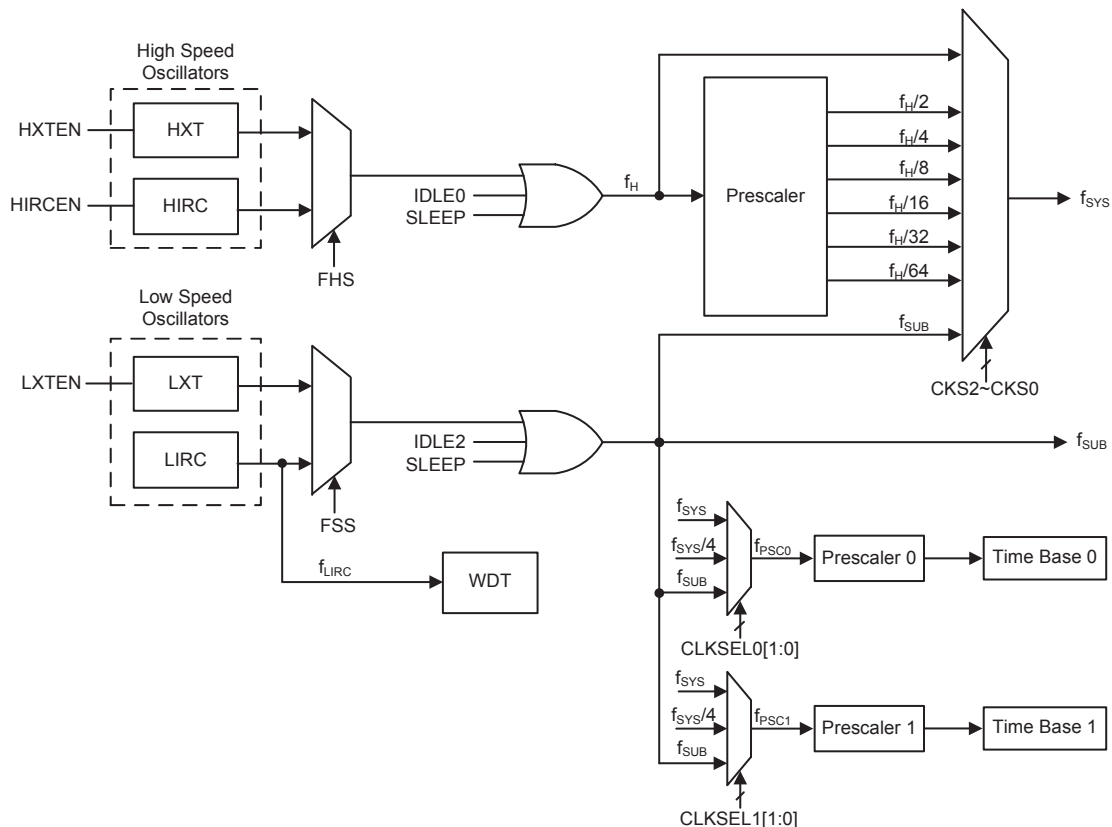 High Speed
Oscillators
HXTEN
HXT
HIRCEN
HIRC
FHS
IDLE0
SLEEP
fH
Prescaler
fH/2
fH/4
fH/8
fH/16
fH/32
fH/64
fSUB
CKS2~CKS0
fSYS
Low Speed
Oscillators
LXTEN
LXT
LIRC
FSS
IDLE2
SLEEP
fSUB
fLIRC
WDT
fSYS
fSYS/4
fSUB
fPSC0
Prescaler 0
Time Base 0
CLKSEL0[1:0]
fSYS
fSYS/4
fSUB
fPSC1
Prescaler 1
Time Base 1
CLKSEL1[1:0]